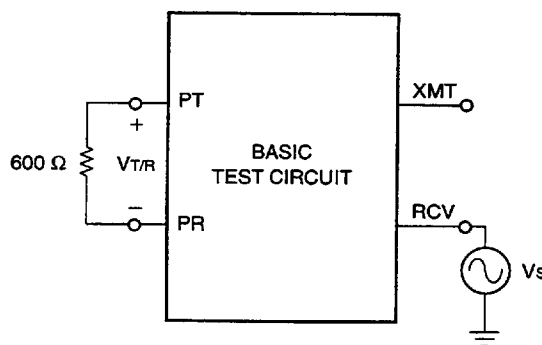 PT
XMT
+
600 Ω
VT/R
BASIC
TEST CIRCUIT
−
PR
RCV
Vs